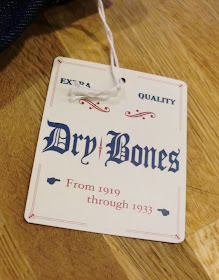 EXTRA QUALITY
Dry Bones
From 1919
through 1933